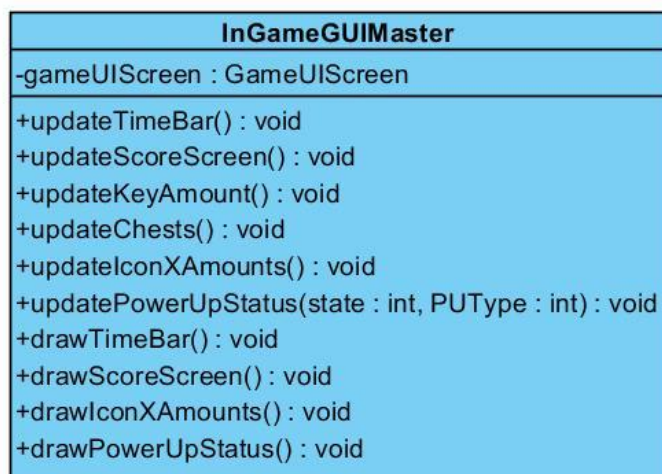 InGameGUIMaster
-gameUIScreen : GameUIScreen
+updateTimeBar() : void
+updateScoreScreen() : void
+updateKeyAmount() : void
+updateChests() : void
+updateIconXAmounts() : void
+updatePowerUpStatus(state : int, PUType : int) : void
+drawTimeBar() : void
+drawScoreScreen() : void
+drawIconXAmounts() : void
+drawPowerUpStatus() : void